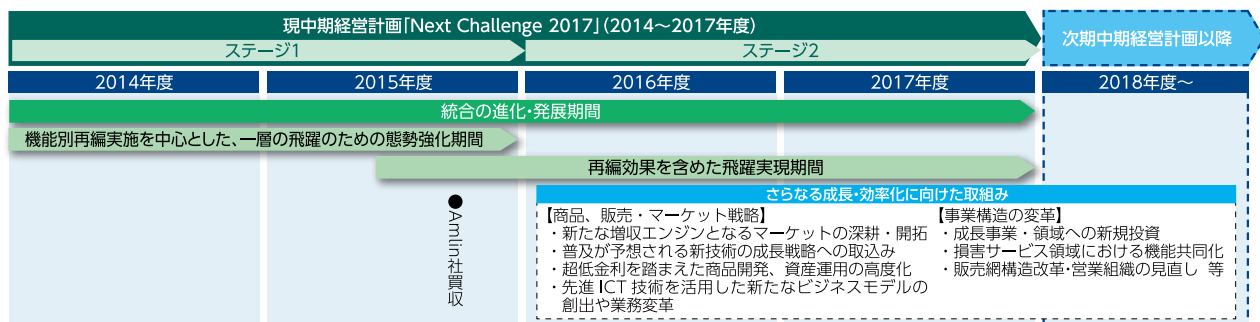 現中期経営計画「Next Challenge 2017」(2014～2017年度)
次期中期経営計画以降
ステージ1
ステージ2
2014年度
2015年度
2016年度
2017年度
2018年度～
統合の進化・発展期間
機能別再編実施を中心とした、一層の飛躍のための態勢強化期間
再編効果を含めた飛躍実現期間
●Amlin社買収
さらなる成長・効率化に向けた取組み
【商品、販売・マーケット戦略】
・新たな増収エンジンとなるマーケットの深耕・開拓
・普及が予想される新技術の成長戦略への取込み
・超低金利を踏まえた商品開発、資産運用の高度化
・先進ICT技術を活用した新たなビジネスモデルの
創出や業務変革
【事業構造の変革】
・成長事業・領域への新規投資
・損害サービス領域における機能共同化
・販売網構造改革・営業組織の見直し 等